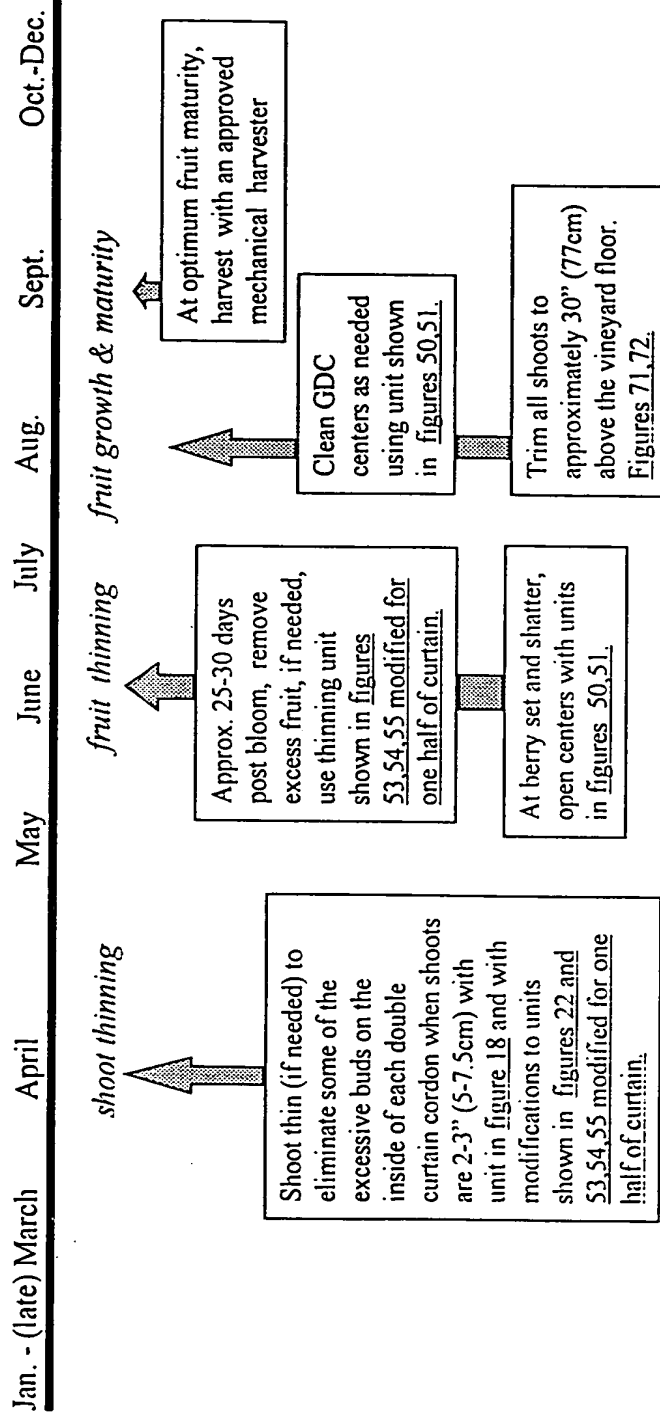 Jan. - (late) March April May June July Aug. Sept. Oct.-Dec.
shoot thinning
fruit thinning
fruit growth & maturity
Shoot thin (if needed) to
eliminate some of the
excessive buds on the
inside of each double
curtain cordon when shoots
are 2-3" (5-7.5cm) with
unit in figure 18 and with
modifications to units
shown in figures 22 and
53,54,55 modified for one
half of curtain.
Approx. 25-30 days
post bloom, remove
excess fruit, if needed,
use thinning unit
shown in figures
53,54,55 modified for
one half of curtain.
At berry set and shatter,
open centers with units
in figures 50,51.
At optimum fruit maturity,
harvest with an approved
mechanical harvester
Clean GDC
centers as needed
using unit shown
in figures 50,51.
Trim all shoots to
approximately 30" (77cm)
above the vineyard floor.
Figures 71,72.